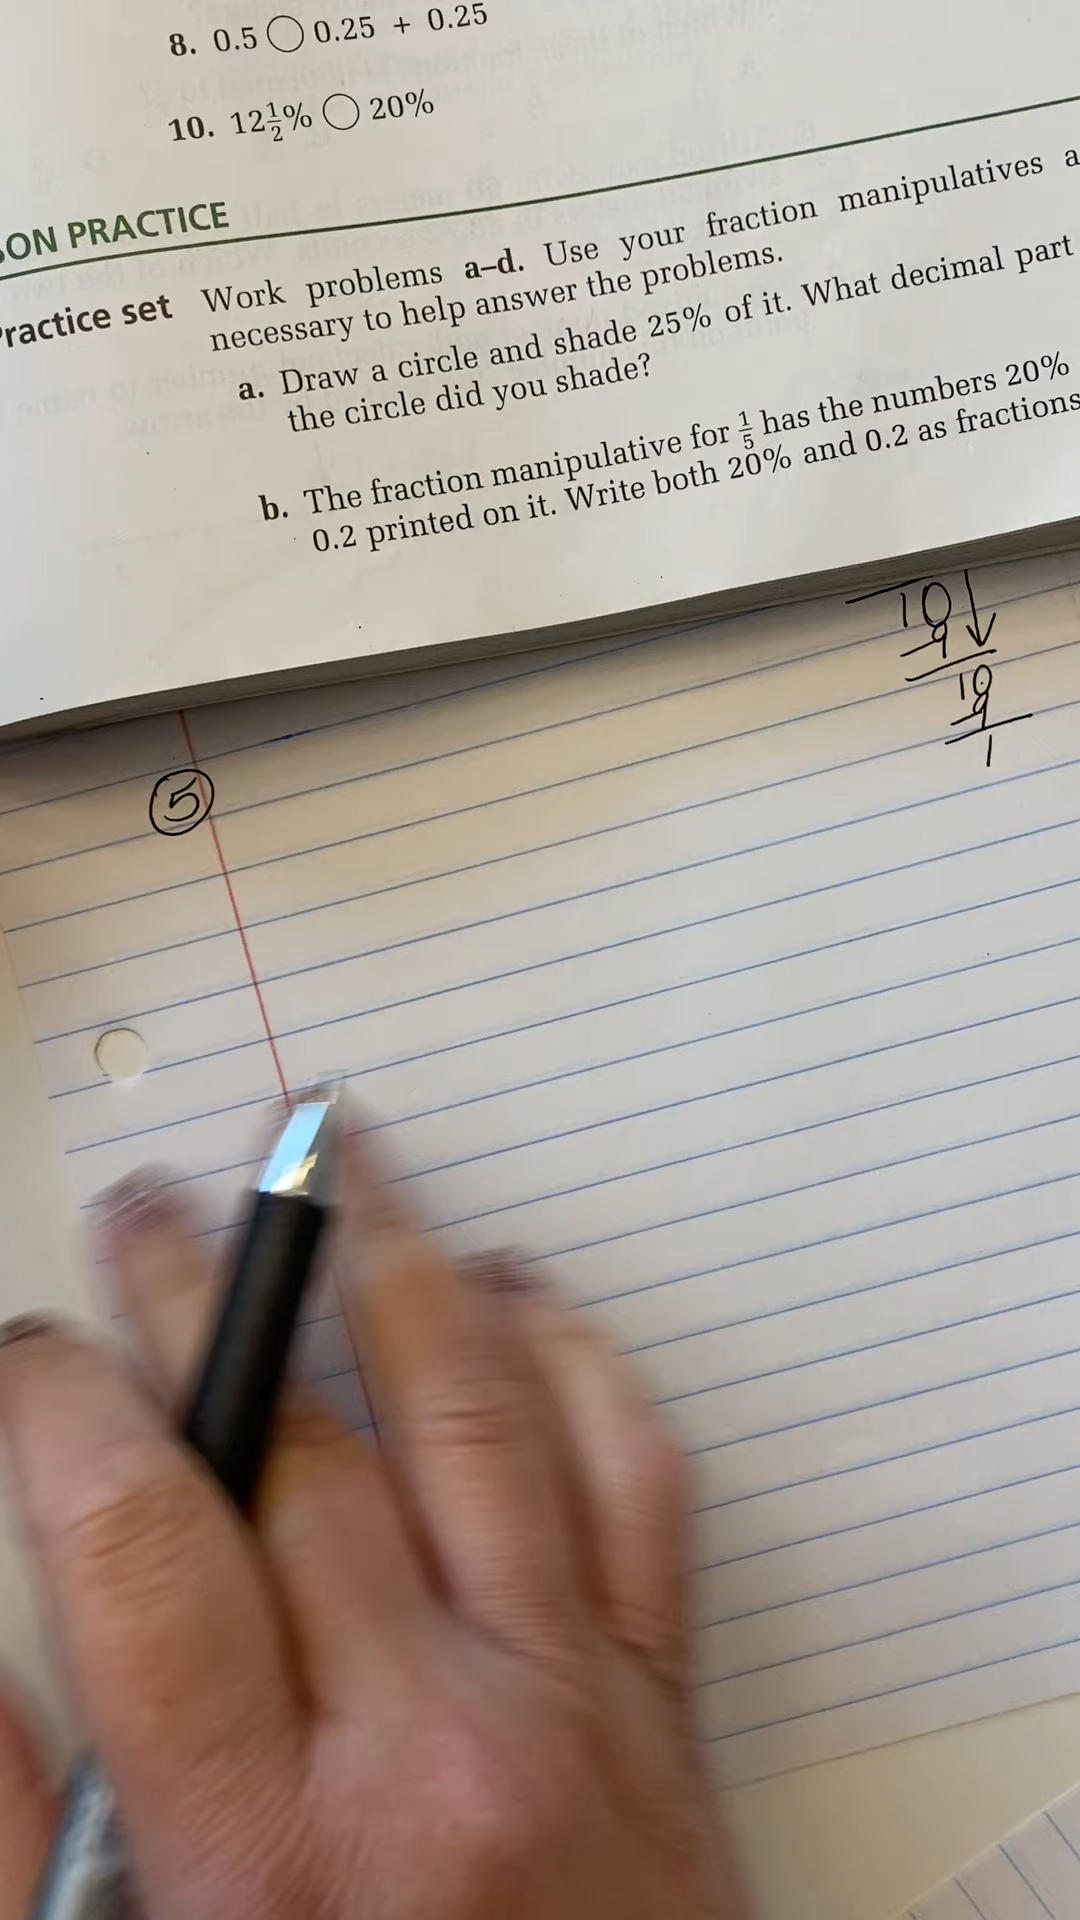 8. 0.5 ◯ 0.25 + 0.25
10. 12½% ◯ 20%
ON PRACTICE
ractice set Work problems a–d. Use your fraction manipulatives a
necessary to help answer the problems.
a. Draw a circle and shade 25% of it. What decimal part
the circle did you shade?
b. The fraction manipulative for 1/5 has the numbers 20%
0.2 printed on it. Write both 20% and 0.2 as fractions
10
9
10
9
1
5